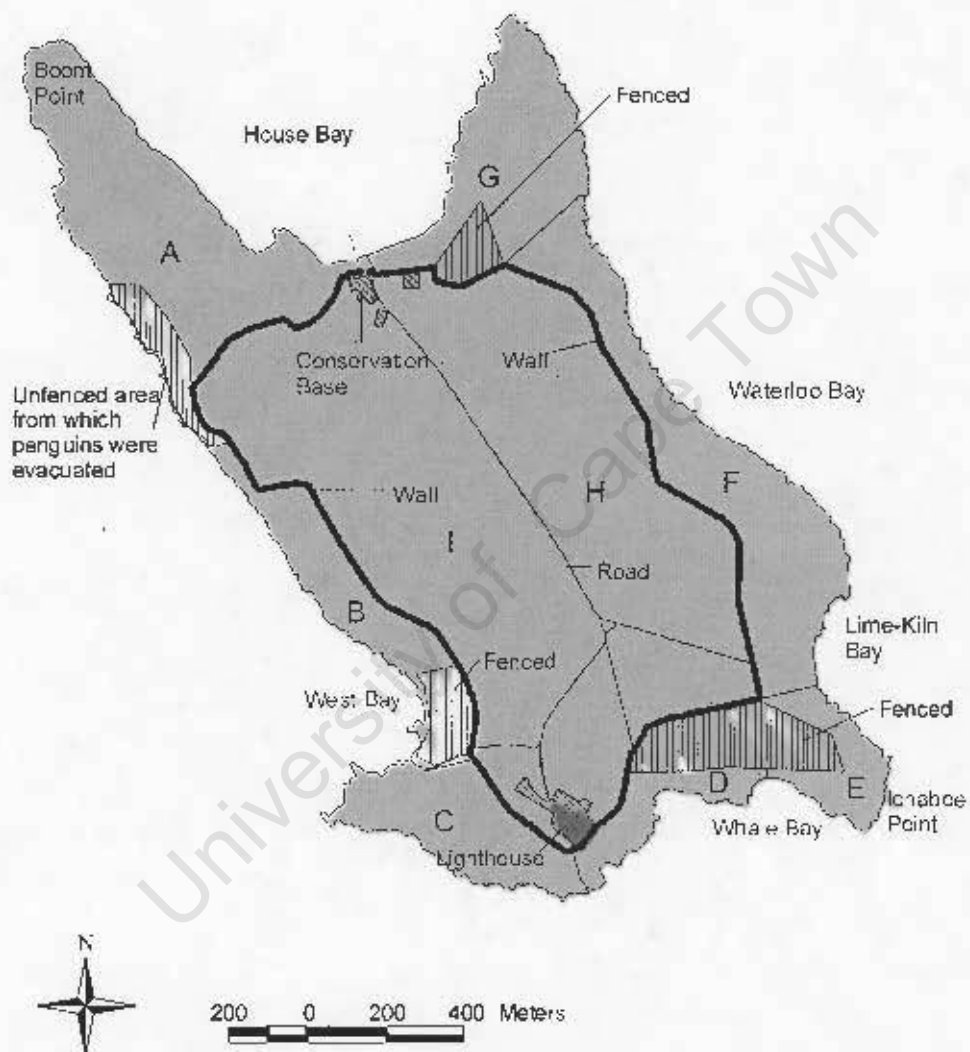 Boom
Point
House Bay
Fenced
G
A
Conservation
Base
Wall
Waterloo Bay
Unfenced area
from which
penguins were
evacuated
Wall
H
F
I
Road
B
Lime-Kiln
Bay
Fenced
West Bay
Fenced
D
E
C
Ichaboe
Point
Whale Bay
Lighthouse
University of Cape Town
N
200 0 200 400 Meters